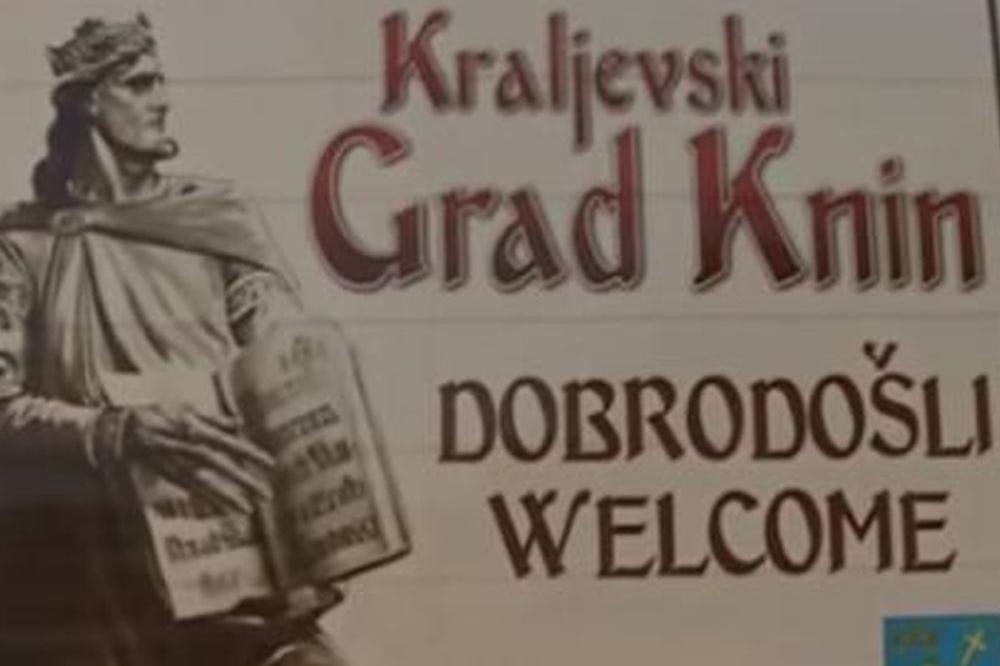 Kraljevski
Grad Knin
DOBRODOŠLI
WELCOME